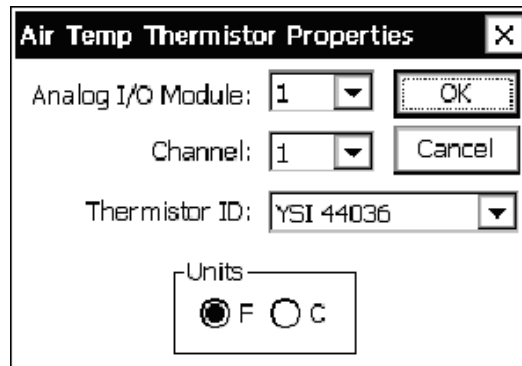 Air Temp Thermistor Properties X
Analog I/O Module: 1 OK
Channel: 1 Cancel
Thermistor ID: YSI 44036
Units
F C